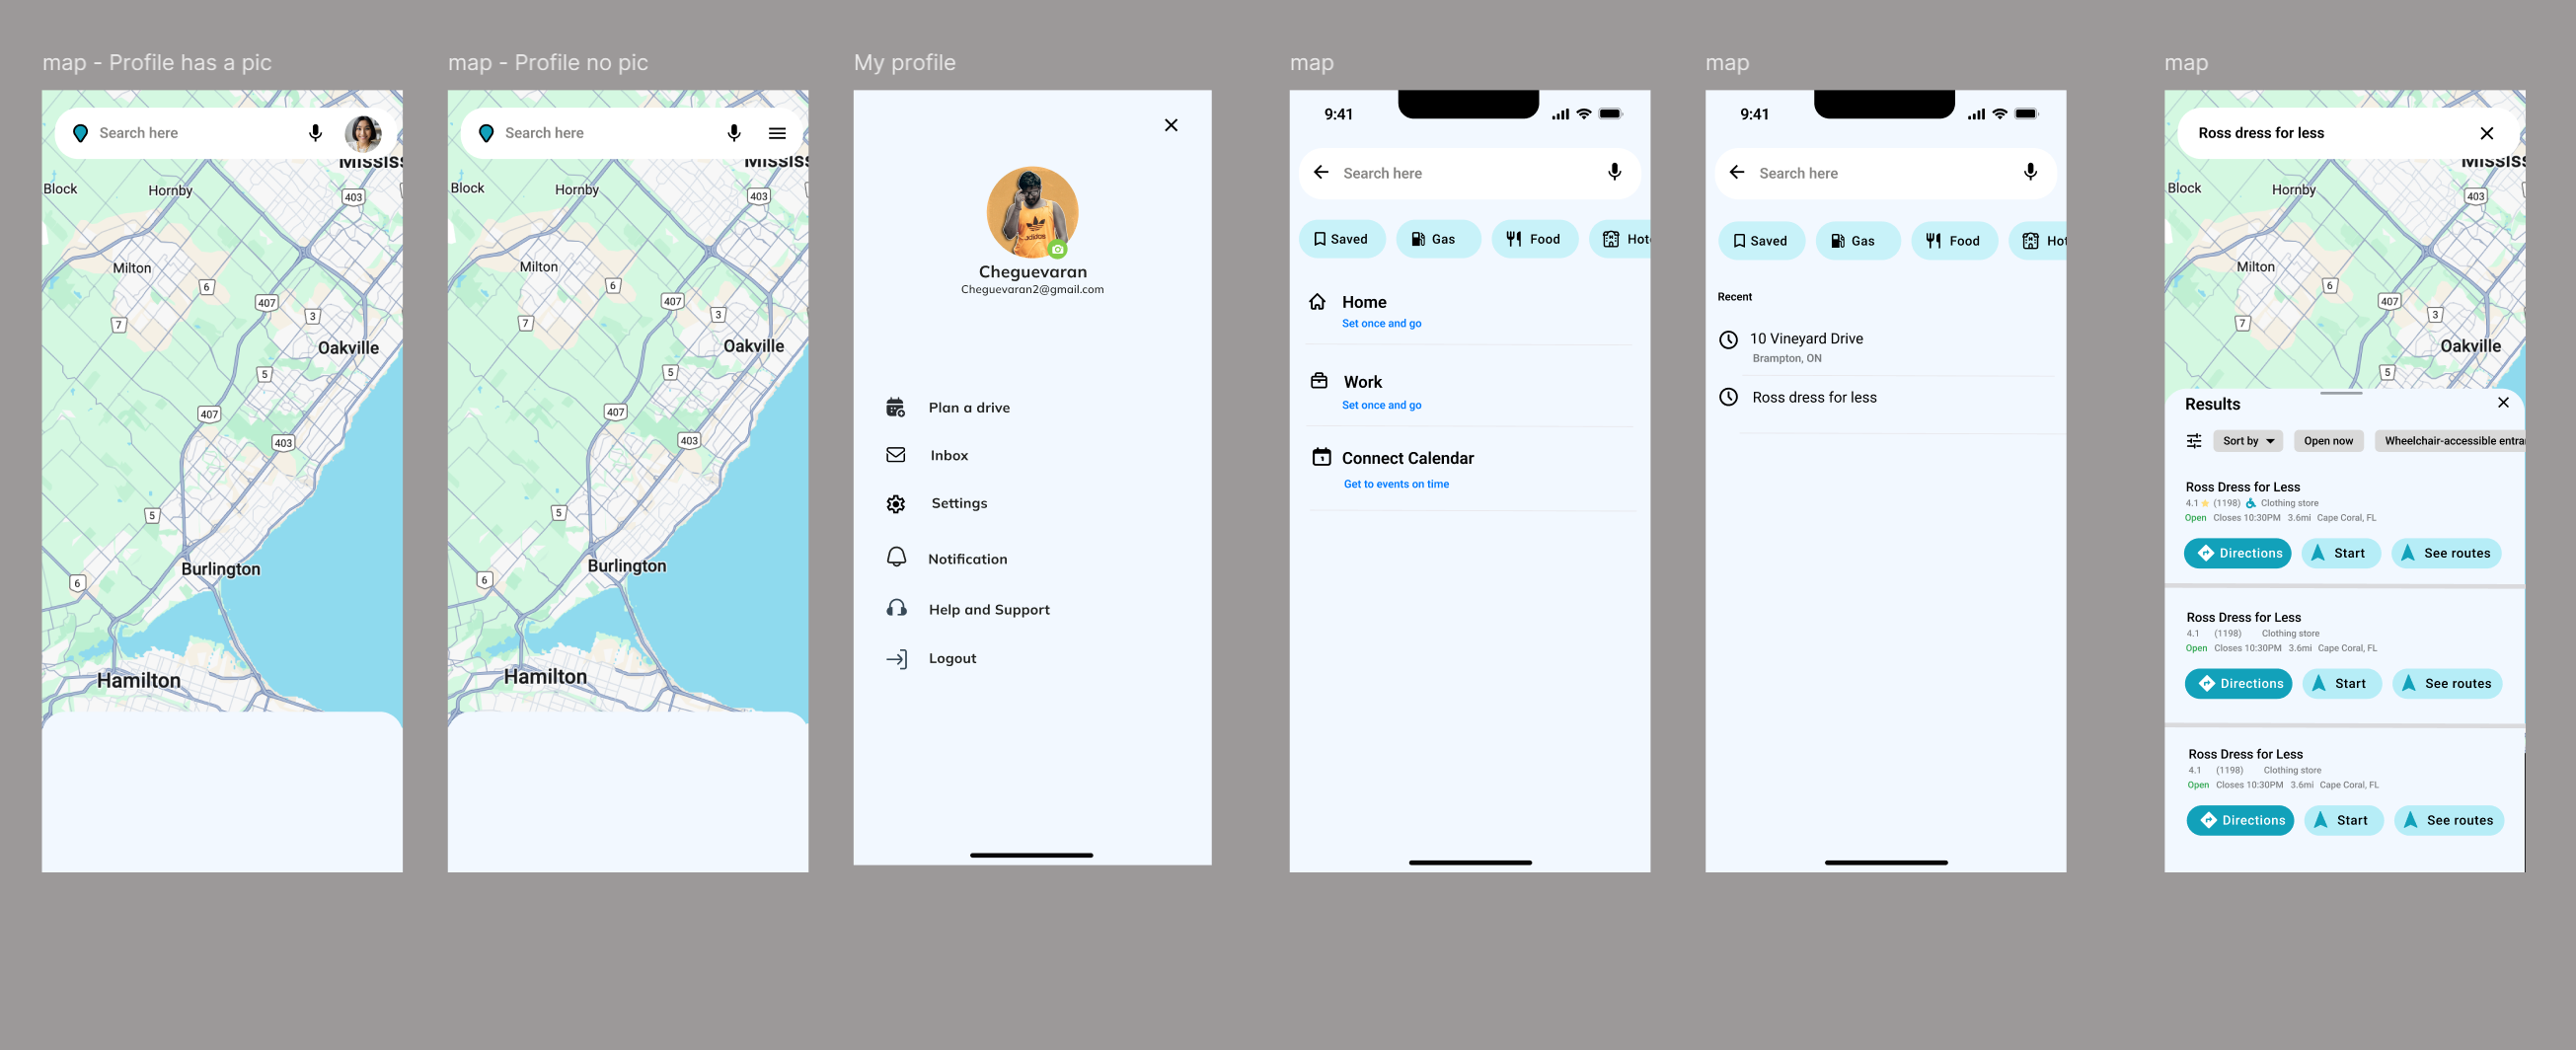 map - Profile has a pic
Search here
Mississ
403
Block
Hornby
Milton
6
407
7
3
Oakville
5
407
403
5
Burlington
6
Hamilton
map - Profile no pic
Search here
Mississ
403
Block
Hornby
Milton
6
407
7
3
Oakville
5
407
403
5
Burlington
6
Hamilton
My profile
adidas
Cheguevaran
Cheguevaran2@gmail.com
Plan a drive
Inbox
Settings
Notification
Help and Support
Logout
map
9:41
Search here
Saved Gas Food Hot
Home
Set once and go
Work
Set once and go
Connect Calendar
Get to events on time
map
9:41
Search here
Saved Gas Food Hot
Recent
10 Vineyard Drive
Brampton, ON
Ross dress for less
map
Ross dress for less
Mississ
403
Block
Hornby
Milton
6
407
7
3
Oakville
5
Results
Sort by Open now Wheelchair-accessible entra
Ross Dress for Less
4.1 (1198) Clothing store
Open Closes 10:30PM 3.6mi Cape Coral, FL
Directions Start See routes
Ross Dress for Less
4.1 (1198) Clothing store
Open Closes 10:30PM 3.6mi Cape Coral, FL
Directions Start See routes
Ross Dress for Less
4.1 (1198) Clothing store
Open Closes 10:30PM 3.6mi Cape Coral, FL
Directions Start See routes